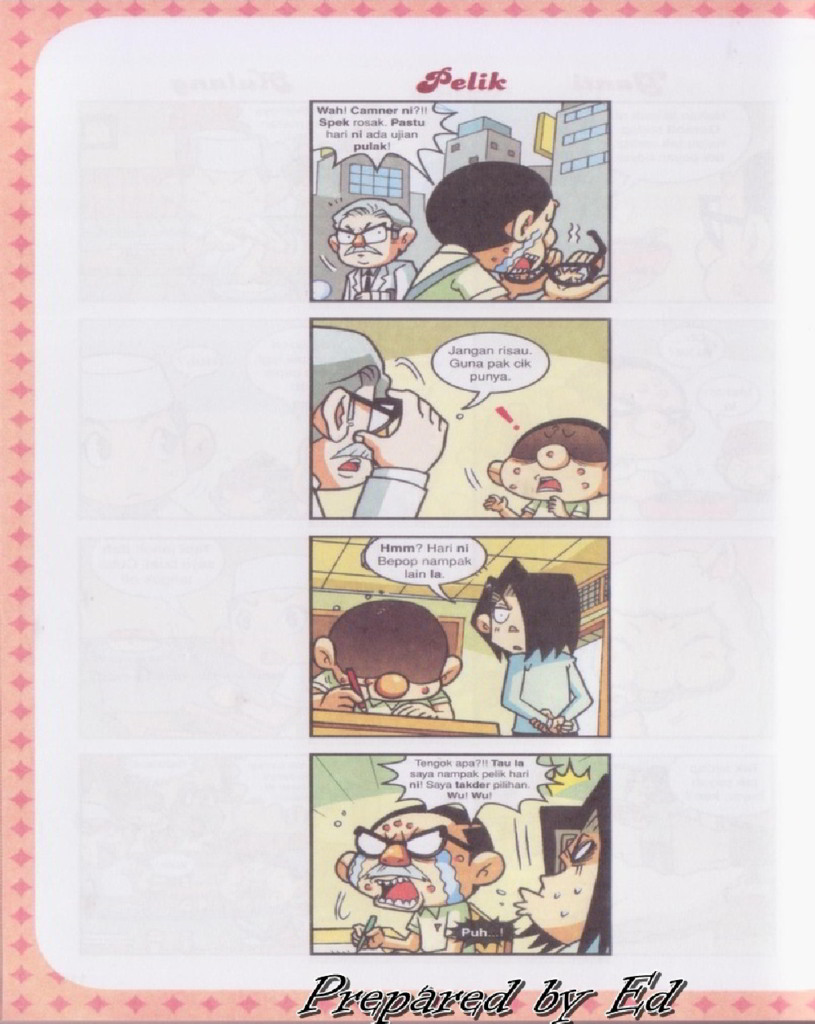 Pelik
Wah! Camner ni?!!
Spek rosak. Pastu
hari ni ada ujian
pulak!
Jangan risau.
Guna pak cik
punya.
Hmm? Hari ni
Bepop nampak
lain la.
Tengok apa?!! Tau la
saya nampak pelik hari
ni! Saya takder pilihan.
Wu! Wu!
Puh...!
Prepared by Ed